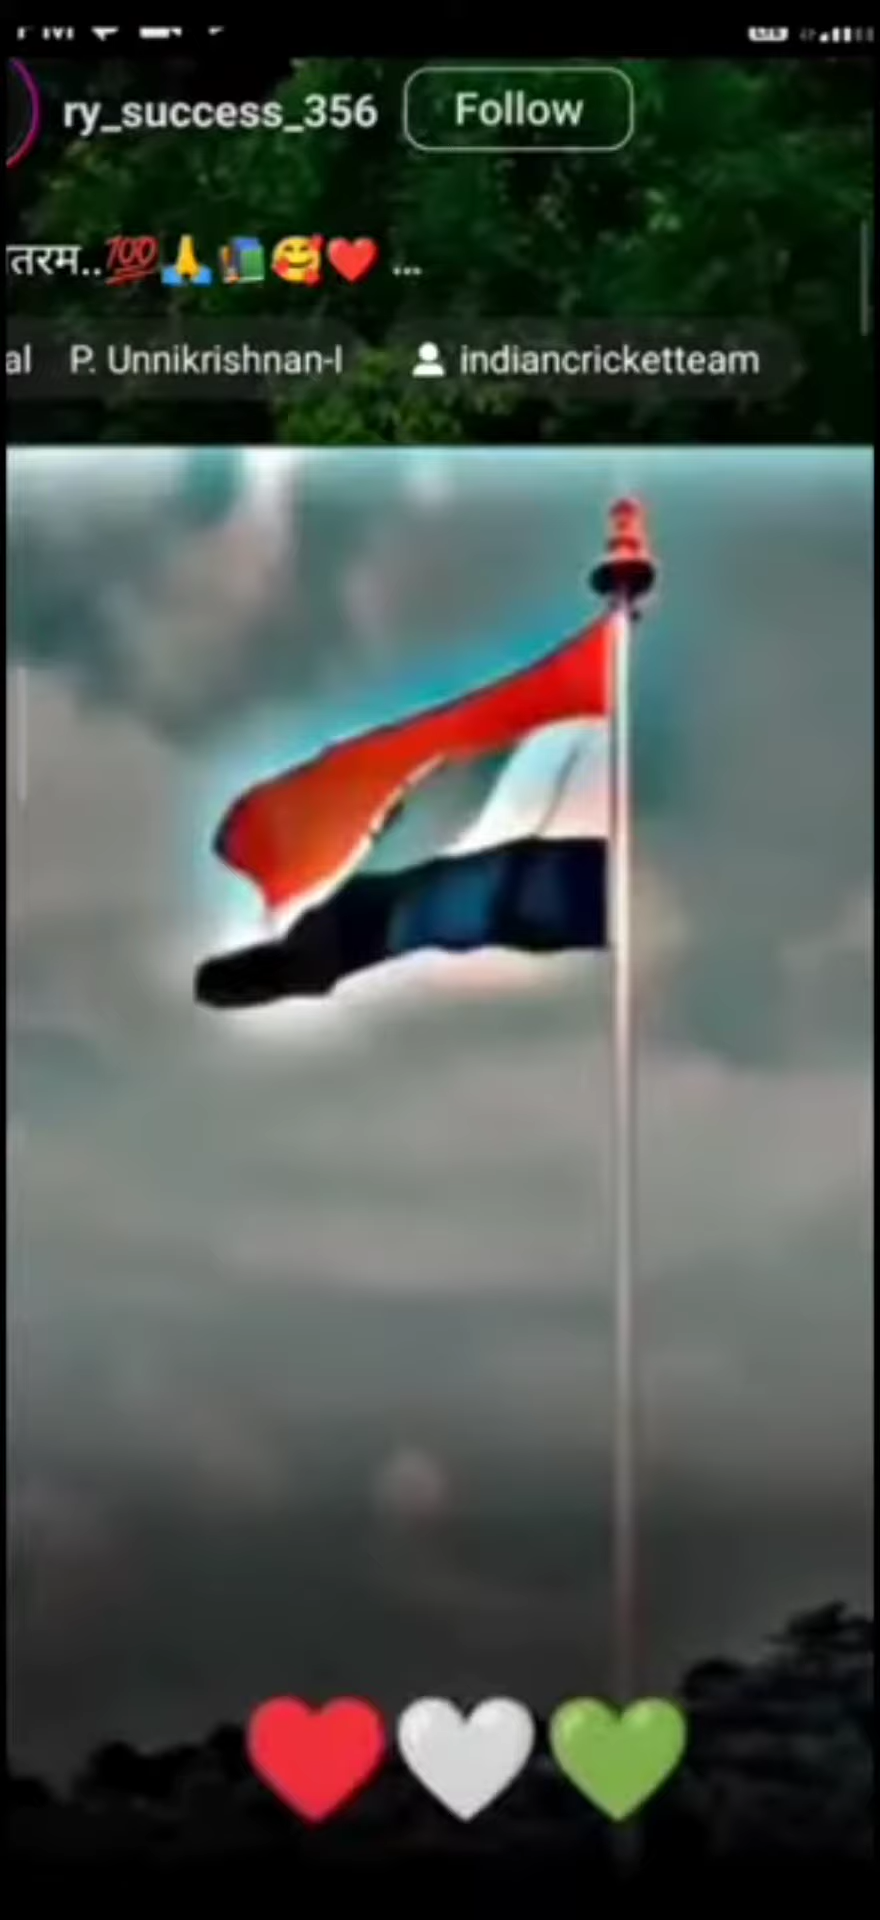 ry_success_356 Follow
तरम..💯🙏📚🥰❤️ ...
al P. Unnikrishnan-I indiancricketteam